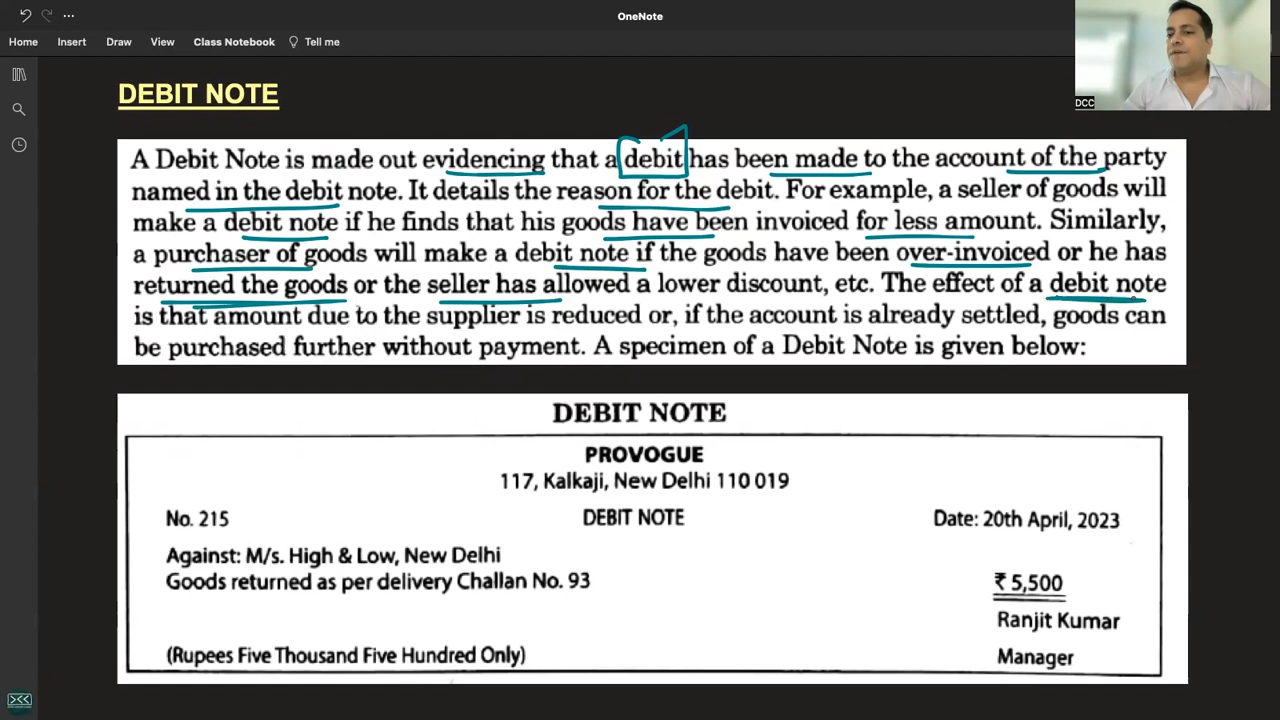 OneNote
Home Insert Draw View Class Notebook Tell me
DCC
DEBIT NOTE
A Debit Note is made out evidencing that a debit has been made to the account of the party
named in the debit note. It details the reason for the debit. For example, a seller of goods will
make a debit note if he finds that his goods have been invoiced for less amount. Similarly,
a purchaser of goods will make a debit note if the goods have been over-invoiced or he has
returned the goods or the seller has allowed a lower discount, etc. The effect of a debit note
is that amount due to the supplier is reduced or, if the account is already settled, goods can
be purchased further without payment. A specimen of a Debit Note is given below:
DEBIT NOTE
PROVOGUE
117, Kalkaji, New Delhi 110 019
No. 215 DEBIT NOTE Date: 20th April, 2023
Against: M/s. High & Low, New Delhi
Goods returned as per delivery Challan No. 93 ₹ 5,500
Ranjit Kumar
(Rupees Five Thousand Five Hundred Only) Manager